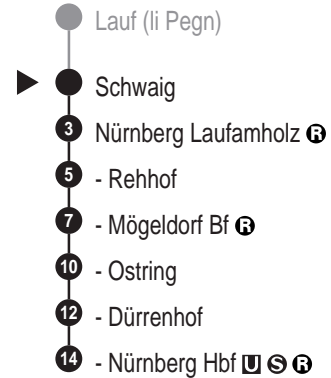 Lauf (li Pegn)
Schwaig
3 Nürnberg Laufamholz R
5 - Rehhof
7 - Mögeldorf Bf R
10 - Ostring
12 - Dürrenhof
14 - Nürnberg Hbf U S R